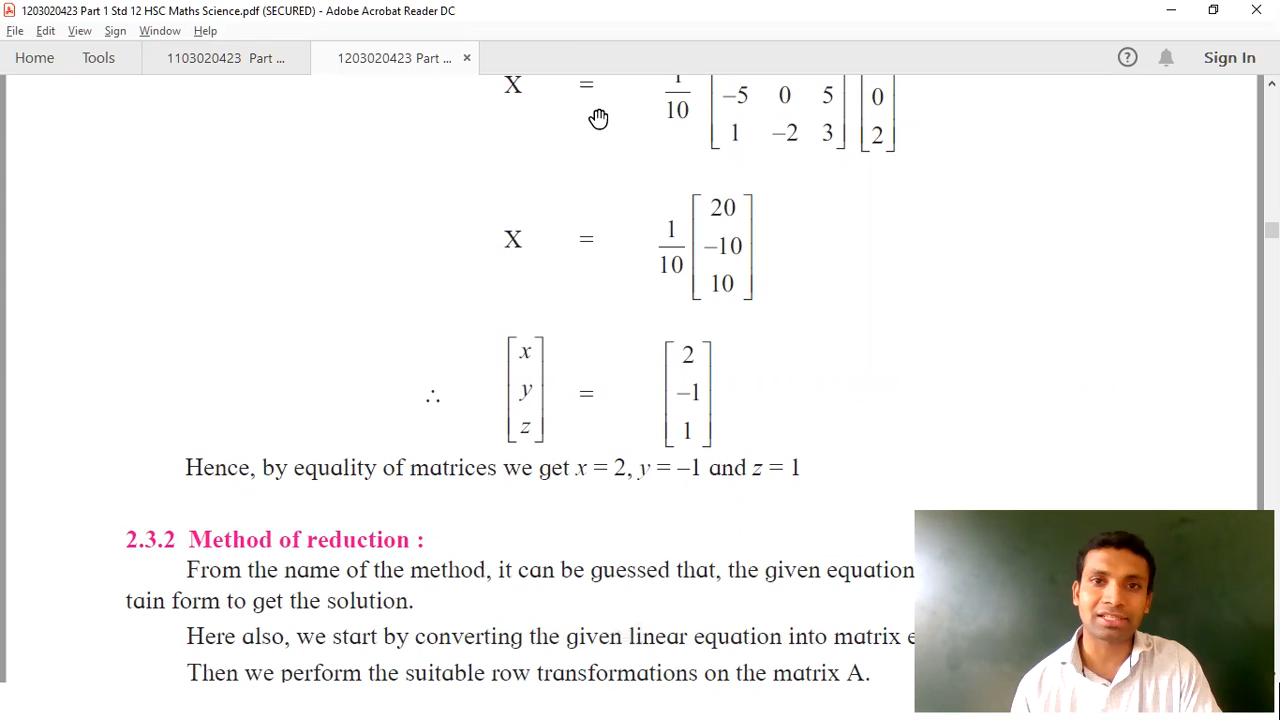 1203020423 Part 1 Std 12 HSC Maths Science.pdf (SECURED) - Adobe Acrobat Reader DC
File Edit View Sign Window Help
Home Tools 1103020423 Part ... 1203020423 Part ... × ? Sign In
X = 1/10 [–5 0 5; 1 –2 3] [0; 2]
X = 1/10 [20; –10; 10]
∴ [x; y; z] = [2; –1; 1]
Hence, by equality of matrices we get x = 2, y = –1 and z = 1
2.3.2 Method of reduction :
From the name of the method, it can be guessed that, the given equation
tain form to get the solution.
Here also, we start by converting the given linear equation into matrix e
Then we perform the suitable row transformations on the matrix A.